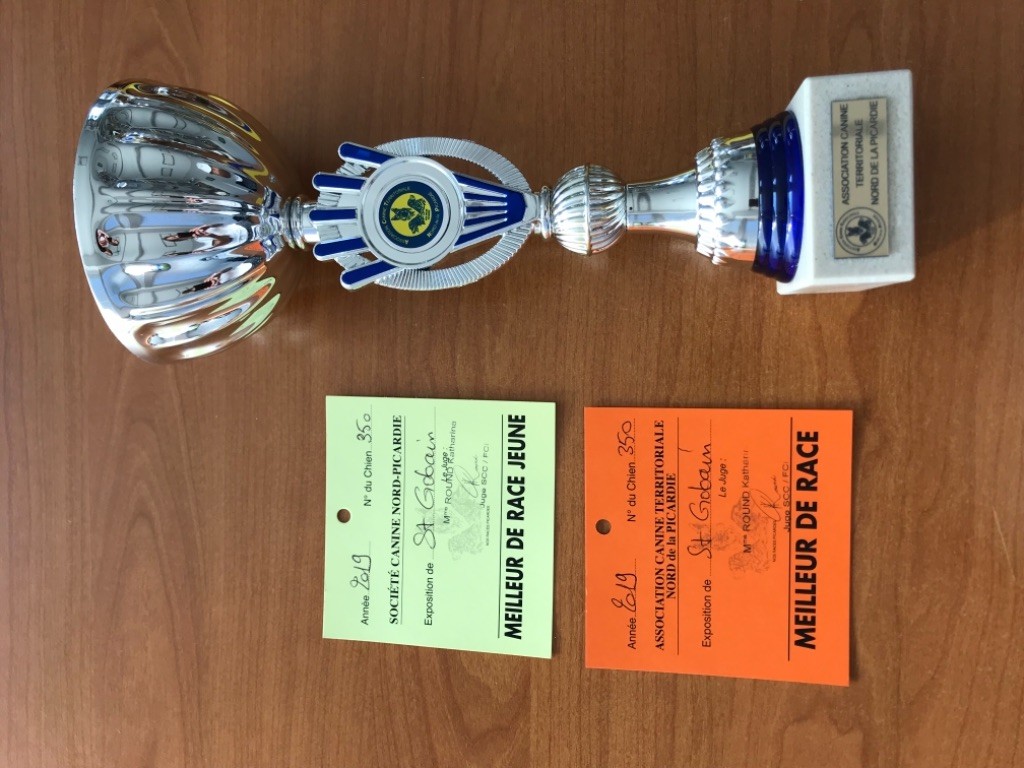 ASSOCIATION CANINE
TERRITORIALE
NORD DE LA PICARDIE
Année 2019 N° du Chien 350
SOCIÉTÉ CANINE NORD-PICARDIE
Exposition de St Gobain
Le Juge :
Mme ROUND Katharina
Juge SCC / FCI
MEILLEUR DE RACE JEUNE
Année 2019 N° du Chien 350
ASSOCIATION CANINE TERRITORIALE
NORD de la PICARDIE
Exposition de St Gobain
Le Juge :
Mme ROUND Katheri
Juge SCC / FCI
MEILLEUR DE RACE